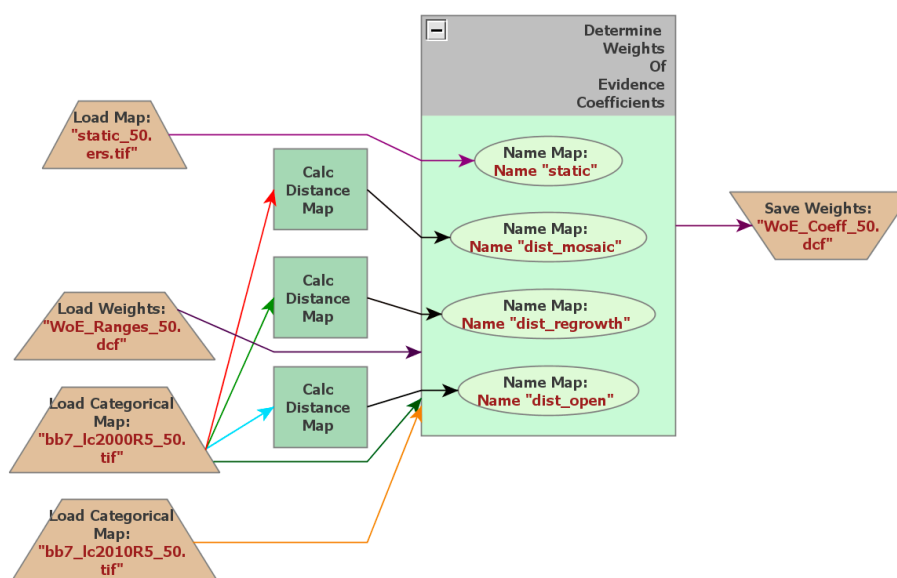 Determine
Weights
Of
Evidence
Coefficients
Load Map:
"static_50.
ers.tif"
Name Map:
Name "static"
Calc
Distance
Map
Save Weights:
"WoE_Coeff_50.
dcf"
Name Map:
Name "dist_mosaic"
Calc
Distance
Map
Load Weights:
"WoE_Ranges_50.
dcf"
Name Map:
Name "dist_regrowth"
Calc
Distance
Map
Name Map:
Name "dist_open"
Load Categorical
Map:
"bb7_lc2000R5_50.
tif"
Load Categorical
Map:
"bb7_lc2010R5_50.
tif"